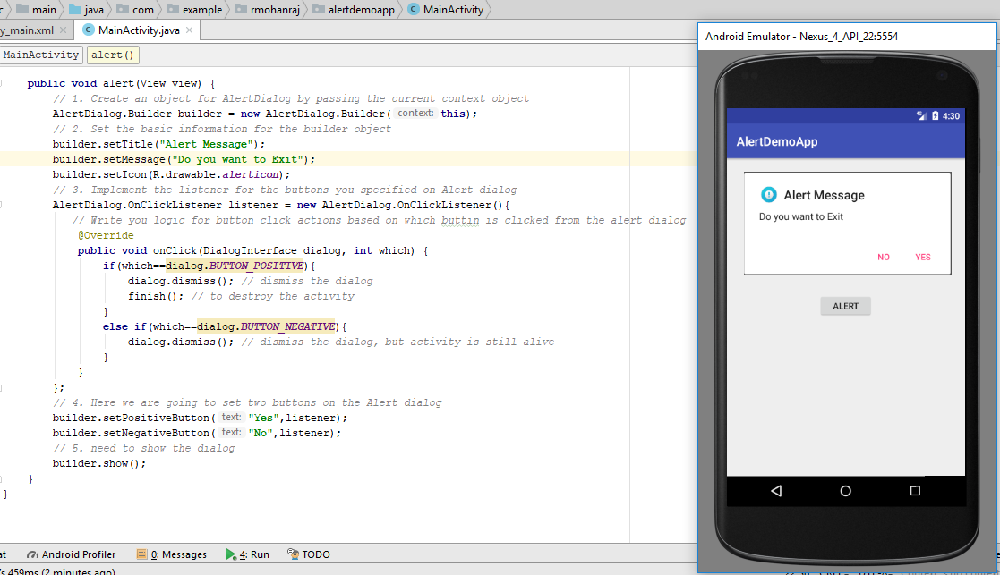 c main java com example rmohanraj alertdemoapp MainActivity
y_main.xml MainActivity.java
MainActivity alert()
public void alert(View view) {
// 1. Create an object for AlertDialog by passing the current context object
AlertDialog.Builder builder = new AlertDialog.Builder( context: this);
// 2. Set the basic information for the builder object
builder.setTitle("Alert Message");
builder.setMessage("Do you want to Exit");
builder.setIcon(R.drawable.alerticon);
// 3. Implement the listener for the buttons you specified on Alert dialog
AlertDialog.OnClickListener listener = new AlertDialog.OnClickListener(){
// Write you logic for button click actions based on which buttin is clicked from the alert dialog
@Override
public void onClick(DialogInterface dialog, int which) {
if(which==dialog.BUTTON_POSITIVE){
dialog.dismiss(); // dismiss the dialog
finish(); // to destroy the activity
}
else if(which==dialog.BUTTON_NEGATIVE){
dialog.dismiss(); // dismiss the dialog, but activity is still alive
}
}
};
// 4. Here we are going to set two buttons on the Alert dialog
builder.setPositiveButton( text: "Yes",listener);
builder.setNegativeButton( text: "No",listener);
// 5. need to show the dialog
builder.show();
}
}
Android Emulator - Nexus_4_API_22:5554
4G 4:30
AlertDemoApp
Alert Message
Do you want to Exit
NO YES
ALERT
at Android Profiler 0: Messages 4: Run TODO
/s 459ms (2 minutes ago)